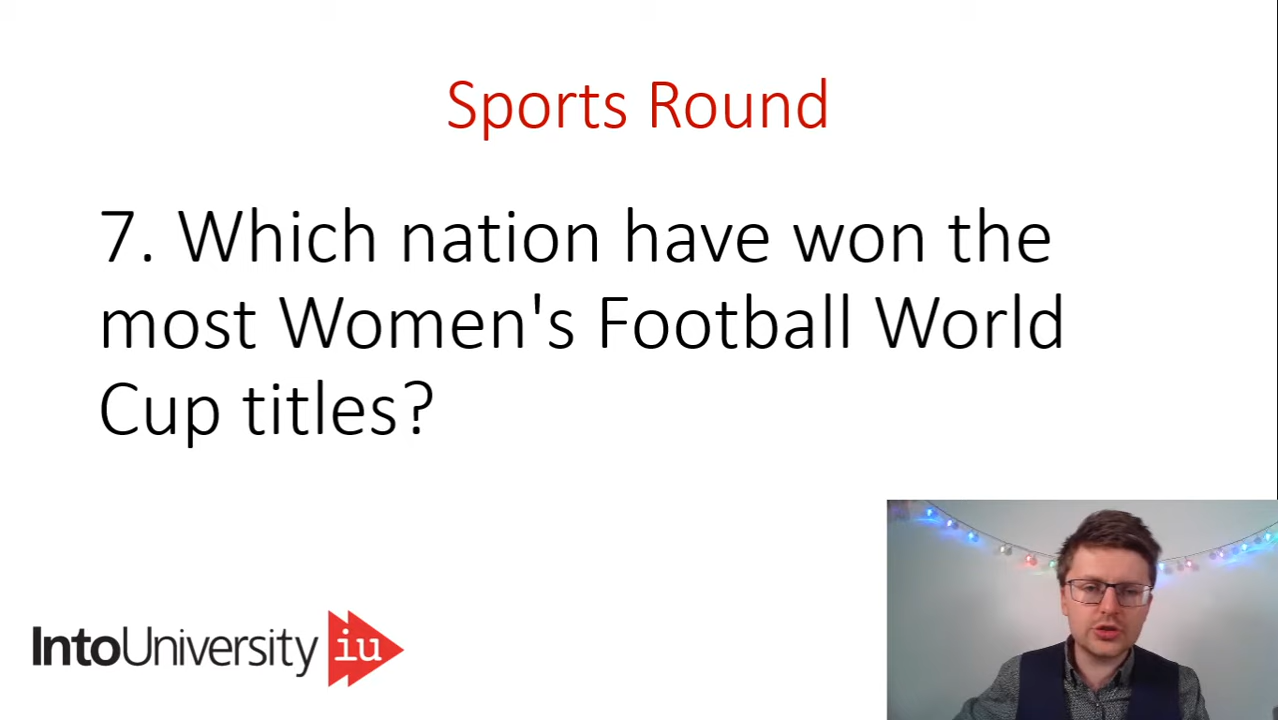 Sports Round
7. Which nation have won the
most Women's Football World
Cup titles?
IntoUniversity iu